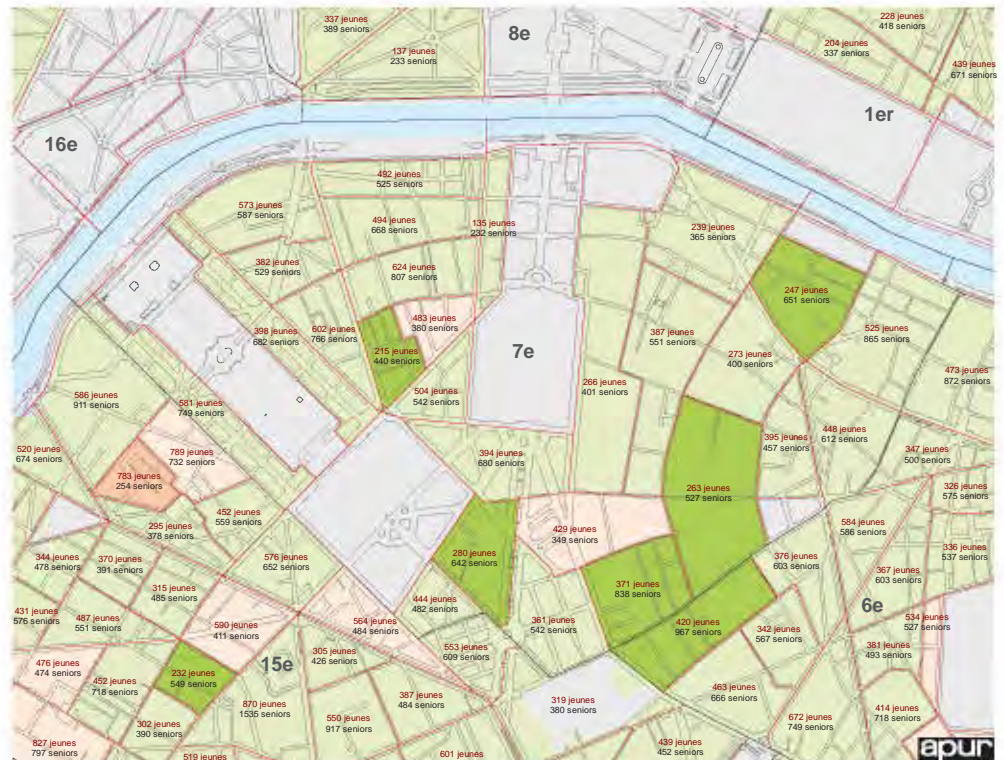 337 jeunes
389 seniors
137 jeunes
233 seniors
8e
228 jeunes
418 seniors
204 jeunes
337 seniors
439 jeunes
671 seniors
1er
16e
492 jeunes
525 seniors
573 jeunes
587 seniors
494 jeunes
668 seniors
135 jeunes
232 seniors
239 jeunes
365 seniors
382 jeunes
529 seniors
624 jeunes
807 seniors
247 jeunes
651 seniors
398 jeunes
682 seniors
602 jeunes
766 seniors
483 jeunes
380 seniors
215 jeunes
440 seniors
7e
387 jeunes
551 seniors
273 jeunes
400 seniors
525 jeunes
865 seniors
473 jeunes
872 seniors
504 jeunes
542 seniors
266 jeunes
401 seniors
586 jeunes
911 seniors
581 jeunes
749 seniors
520 jeunes
674 seniors
789 jeunes
732 seniors
783 jeunes
254 seniors
394 jeunes
680 seniors
395 jeunes
457 seniors
448 jeunes
612 seniors
347 jeunes
500 seniors
263 jeunes
527 seniors
326 jeunes
575 seniors
452 jeunes
559 seniors
295 jeunes
378 seniors
429 jeunes
349 seniors
584 jeunes
586 seniors
336 jeunes
537 seniors
344 jeunes
478 seniors
370 jeunes
391 seniors
576 jeunes
652 seniors
280 jeunes
642 seniors
376 jeunes
603 seniors
367 jeunes
603 seniors
315 jeunes
485 seniors
371 jeunes
838 seniors
6e
431 jeunes
576 seniors
487 jeunes
551 seniors
590 jeunes
411 seniors
564 jeunes
484 seniors
444 jeunes
482 seniors
361 jeunes
542 seniors
420 jeunes
967 seniors
342 jeunes
567 seniors
534 jeunes
527 seniors
381 jeunes
493 seniors
476 jeunes
474 seniors
452 jeunes
718 seniors
232 jeunes
549 seniors
15e
305 jeunes
426 seniors
553 jeunes
609 seniors
387 jeunes
484 seniors
319 jeunes
380 seniors
463 jeunes
666 seniors
414 jeunes
718 seniors
870 jeunes
1535 seniors
302 jeunes
390 seniors
550 jeunes
917 seniors
672 jeunes
749 seniors
827 jeunes
797 seniors
519 jeunes
601 jeunes
439 jeunes
452 seniors
apur